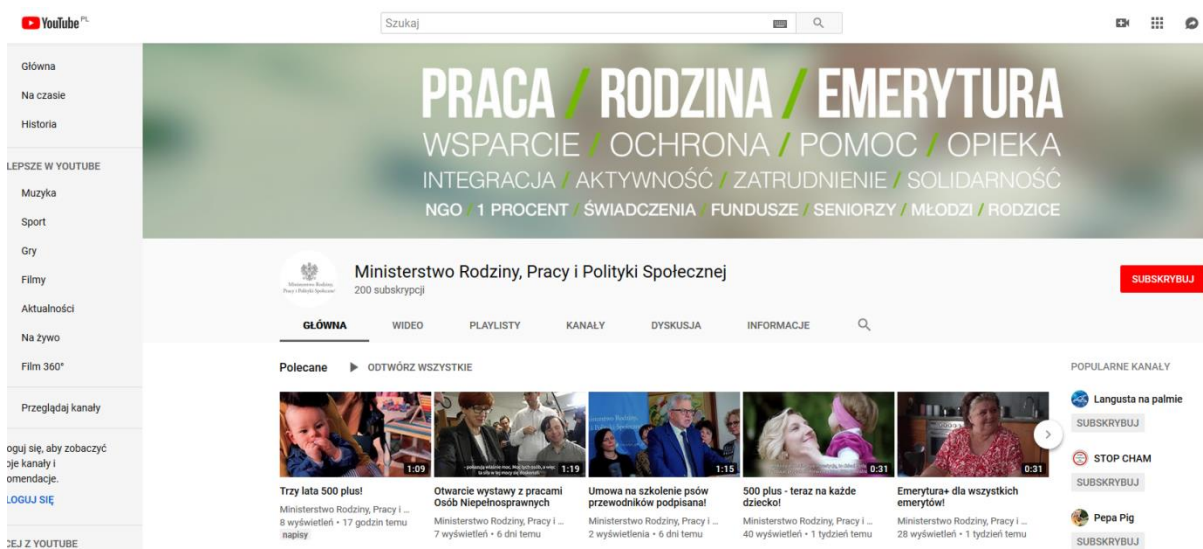 YouTube PL
Szukaj
Główna
Na czasie
Historia
LEPSZE W YOUTUBE
Muzyka
Sport
Gry
Filmy
Aktualności
Na żywo
Film 360°
Przeglądaj kanały
oguj się, aby zobaczyć
oje kanały i
omendacje.
LOGUJ SIĘ
CEJ Z YOUTUBE
PRACA / RODZINA / EMERYTURA
WSPARCIE / OCHRONA / POMOC / OPIEKA
INTEGRACJA / AKTYWNOŚĆ / ZATRUDNIENIE / SOLIDARNOŚĆ
NGO / 1 PROCENT / ŚWIADCZENIA / FUNDUSZE / SENIORZY / MŁODZI / RODZICE
Ministerstwo Rodziny,
Pracy i Polityki Społecznej
Ministerstwo Rodziny, Pracy i Polityki Społecznej
200 subskrypcji
SUBSKRYBUJ
GŁÓWNA WIDEO PLAYLISTY KANAŁY DYSKUSJA INFORMACJE
Polecane ODTWÓRZ WSZYSTKIE
1:09
Trzy lata 500 plus!
Ministerstwo Rodziny, Pracy i ...
8 wyświetleń • 17 godzin temu
napisy
1:19
Otwarcie wystawy z pracami
Osób Niepełnosprawnych
Ministerstwo Rodziny, Pracy i ...
7 wyświetleń • 6 dni temu
1:15
Umowa na szkolenie psów
przewodników podpisana!
Ministerstwo Rodziny, Pracy i ...
2 wyświetlenia • 6 dni temu
0:31
500 plus - teraz na każde
dziecko!
Ministerstwo Rodziny, Pracy i ...
40 wyświetleń • 1 tydzień temu
0:31
Emerytura+ dla wszystkich
emerytów!
Ministerstwo Rodziny, Pracy i ...
28 wyświetleń • 1 tydzień temu
POPULARNE KANAŁY
Langusta na palmie
SUBSKRYBUJ
STOP CHAM
SUBSKRYBUJ
Pepa Pig
SUBSKRYBUJ